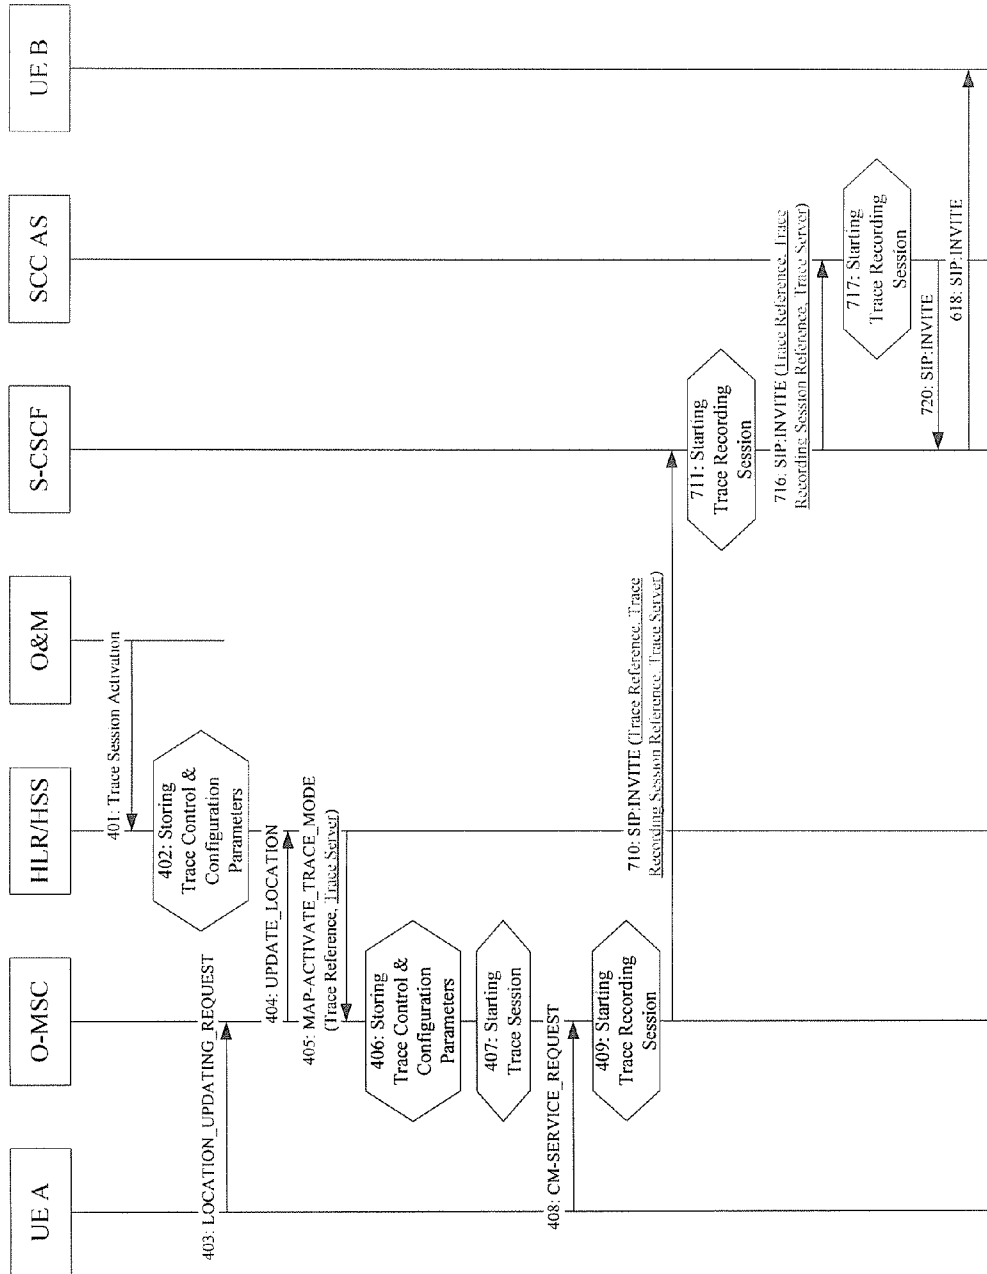 UE A
O-MSC
HLR/HSS
O&M
S-CSCF
SCC AS
UE B
401: Trace Session Activation
402: Storing
Trace Control &
Configuration
Parameters
403: LOCATION_UPDATING_REQUEST
404: UPDATE_LOCATION
405: MAP-ACTIVATE_TRACE_MODE
(Trace Reference, Trace Server)
406: Storing
Trace Control &
Configuration
Parameters
407: Starting
Trace Session
408: CM-SERVICE_REQUEST
409: Starting
Trace Recording
Session
710: SIP:INVITE (Trace Reference, Trace
Recording Session Reference, Trace Server)
711: Starting
Trace Recording
Session
716: SIP:INVITE (Trace Reference, Trace
Recording Session Reference, Trace Server)
717: Starting
Trace Recording
Session
720: SIP:INVITE
618: SIP:INVITE